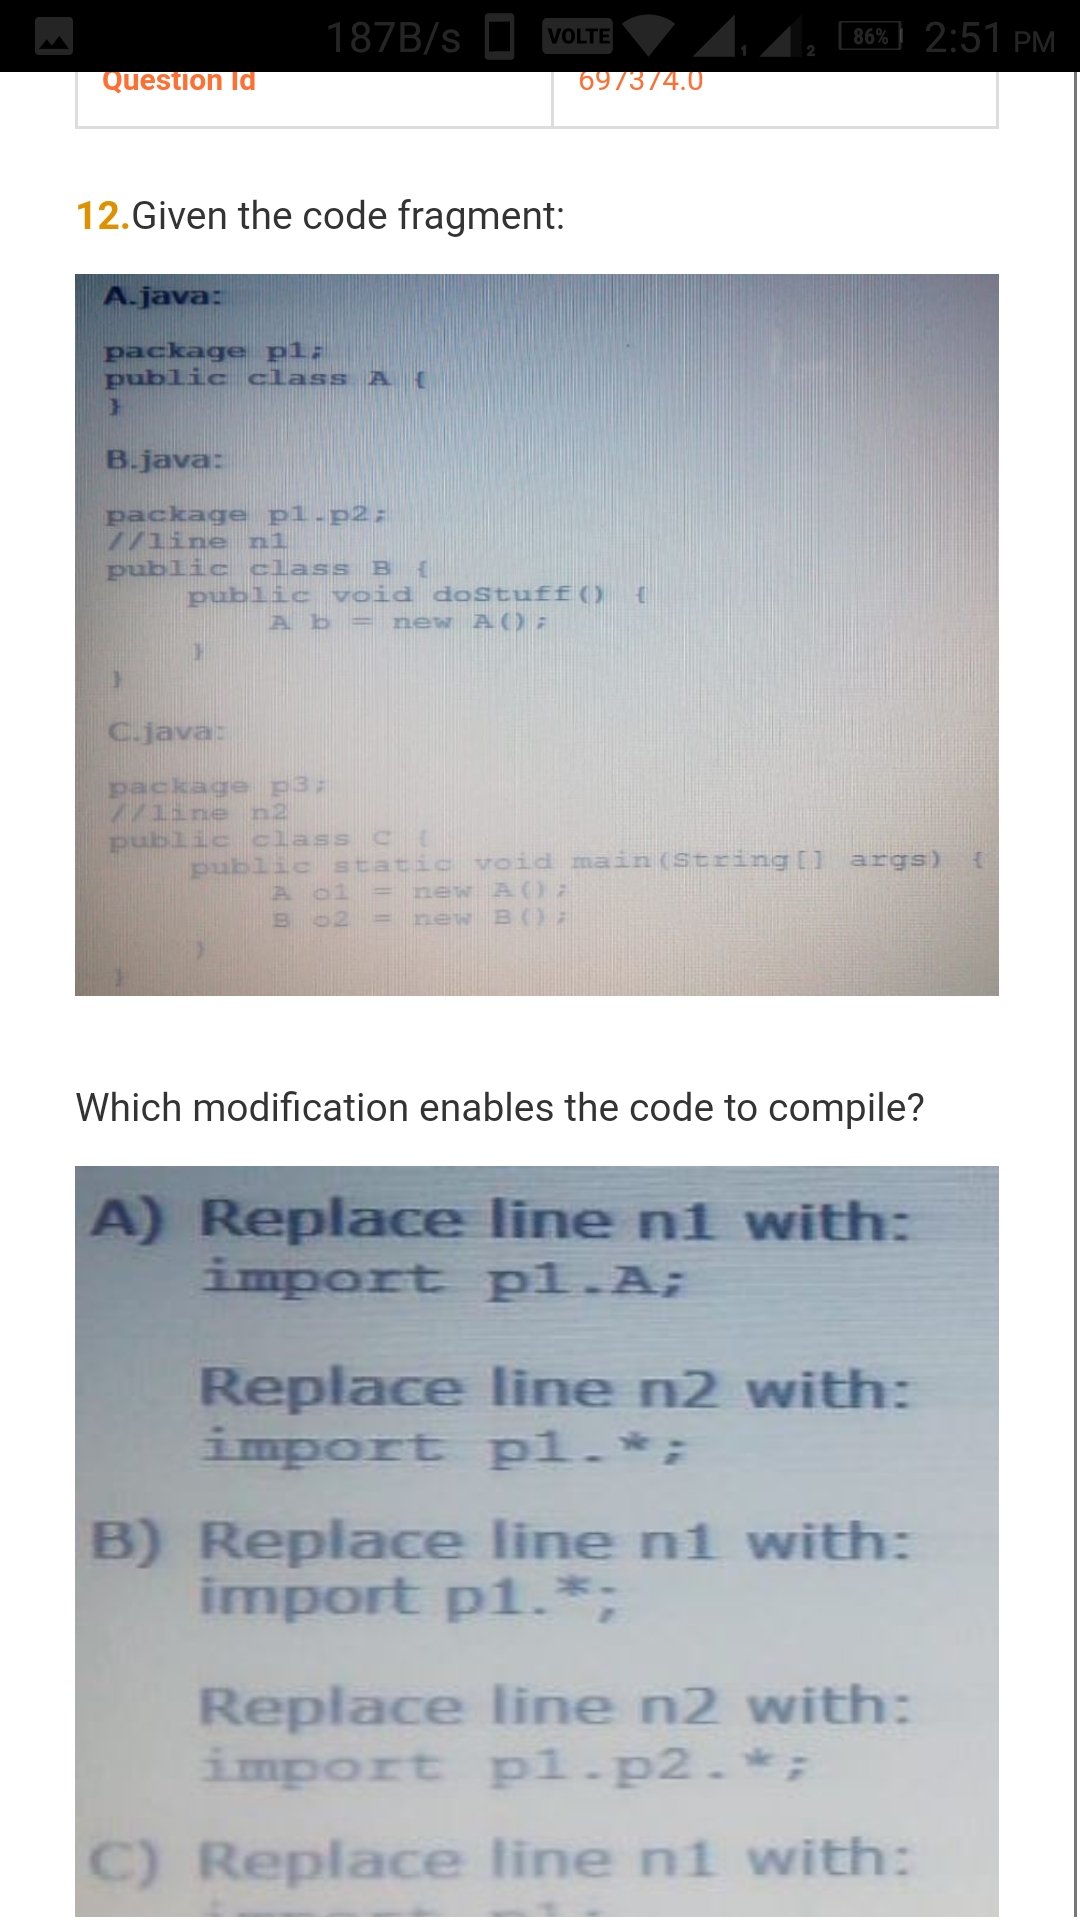 187B/s VOLTE 1 2 86% 2:51 PM
Question Id 697374.0
12.Given the code fragment:
A.java:
package p1;
public class A {
}
B.java:
package p1.p2;
//line n1
public class B {
public void doStuff() {
A b = new A();
}
}
C.java:
package p3;
//line n2
public class C {
public static void main(String[] args) {
A o1 = new A();
B o2 = new B();
}
}
Which modification enables the code to compile?
A) Replace line n1 with:
import p1.A;
Replace line n2 with:
import p1.*;
B) Replace line n1 with:
import p1.*;
Replace line n2 with:
import p1.p2.*;
C) Replace line n1 with: